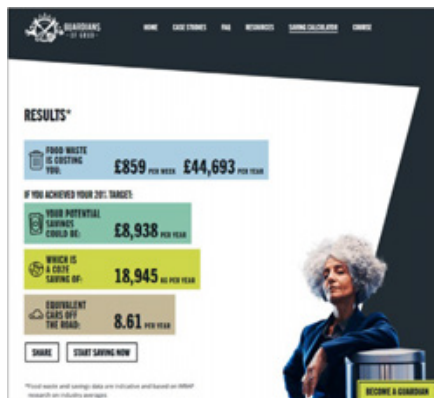 GUARDIANS
OF GRUB
HOME CASE STUDIES FAQ RESOURCES SAVING CALCULATOR COURSE
RESULTS*
FOOD WASTE
IS COSTING
YOU:
£859 PER WEEK £44,693 PER YEAR
IF YOU ACHIEVED YOUR 20% TARGET:
YOUR POTENTIAL
SAVINGS
COULD BE:
£8,938 PER YEAR
WHICH IS
A CO2E
SAVING OF:
18,945 KG PER YEAR
EQUIVALENT
CARS OFF
THE ROAD:
8.61 PER YEAR
SHARE START SAVING NOW
*Food waste and savings data are indicative and based on WRAP
research on industry averages
BECOME A GUARDIAN